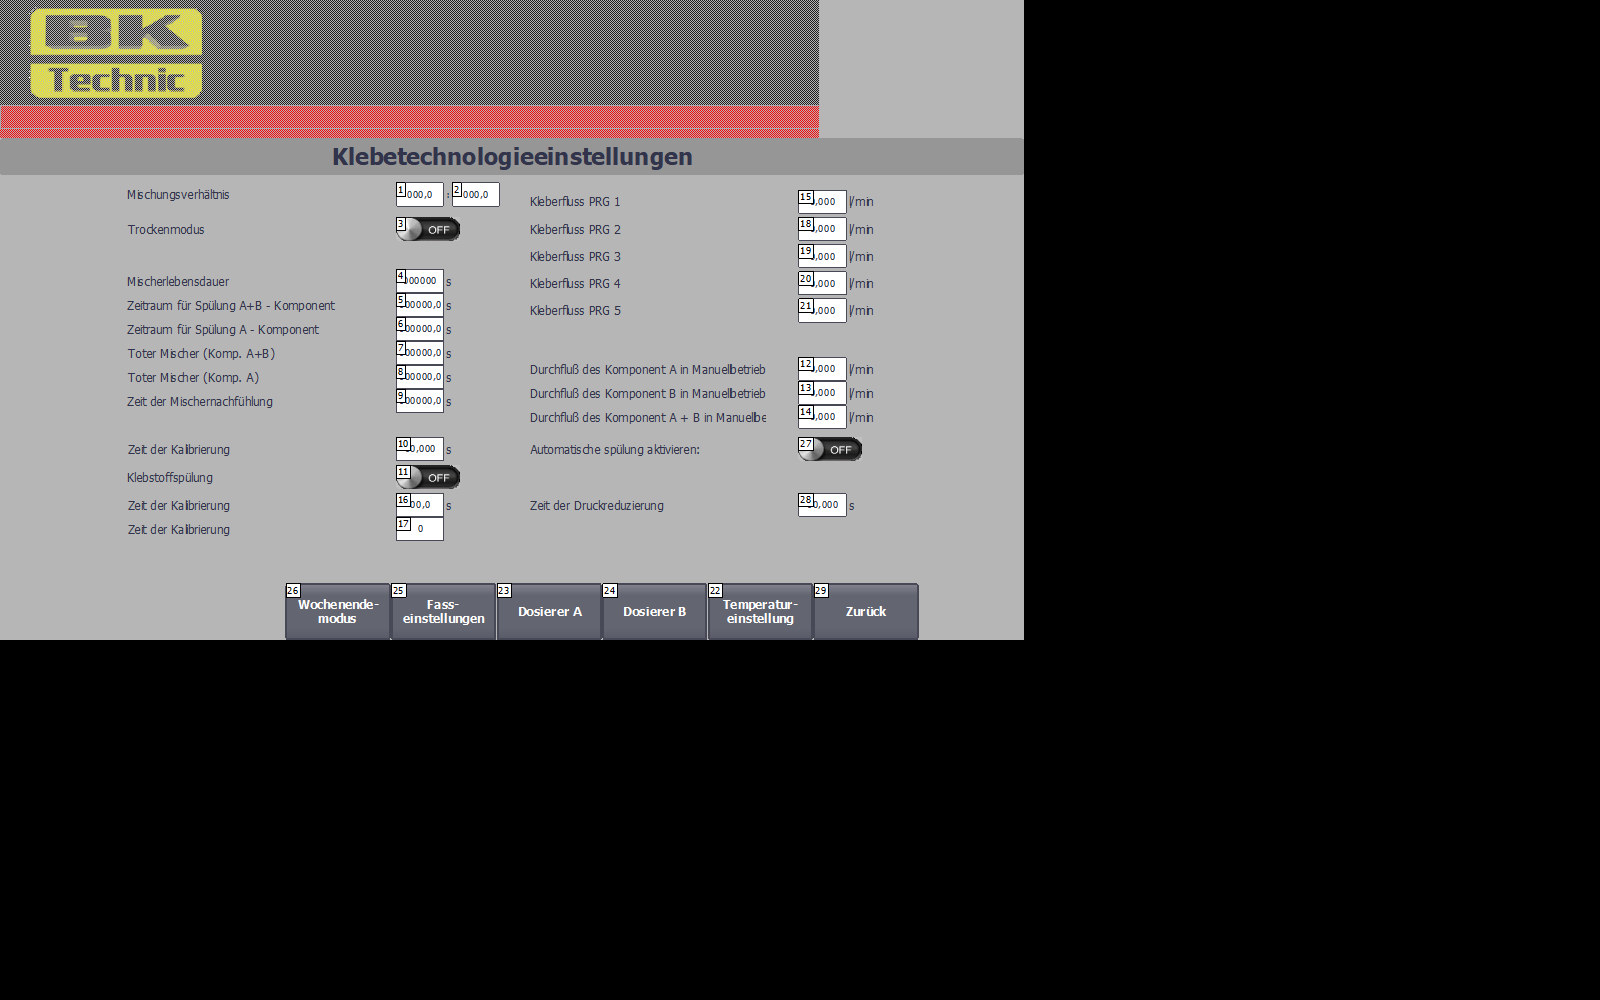 BK
Technic
Klebetechnologieeinstellungen
Mischungsverhältnis 1 000,0 : 2 000,0
Trockenmodus 3 OFF
Mischerlebensdauer 4 000000 s
Zeitraum für Spülung A+B - Komponent 5 00000,0 s
Zeitraum für Spülung A - Komponent 6 00000,0 s
Toter Mischer (Komp. A+B) 7 00000,0 s
Toter Mischer (Komp. A) 8 00000,0 s
Zeit der Mischernachfühlung 9 00000,0 s
Zeit der Kalibrierung 10 0,000 s
Klebstoffspülung 11 OFF
Zeit der Kalibrierung 16 00,0 s
Zeit der Kalibrierung 17 0
Kleberfluss PRG 1 15 ,000 l/min
Kleberfluss PRG 2 18 ,000 l/min
Kleberfluss PRG 3 19 ,000 l/min
Kleberfluss PRG 4 20 ,000 l/min
Kleberfluss PRG 5 21 ,000 l/min
Durchfluß des Komponent A in Manuellbetrieb 12 ,000 l/min
Durchfluß des Komponent B in Manuellbetrieb 13 ,000 l/min
Durchfluß des Komponent A + B in Manuellbe 14 ,000 l/min
Automatische spülung aktivieren: 27 OFF
Zeit der Druckreduzierung 28 0,000 s
26 Wochenende-
modus
25 Fass-
einstellungen
23 Dosierer A
24 Dosierer B
22 Temperatur-
einstellung
29 Zurück